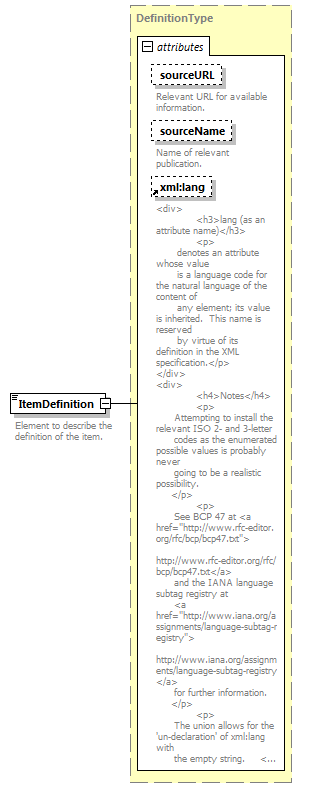 DefinitionType
attributes
sourceURL
Relevant URL for available
information.
sourceName
Name of relevant
publication.
xml:lang
<div>
<h3>lang (as an
attribute name)</h3>
<p>
denotes an attribute
whose value
is a language code for
the natural language of the
content of
any element; its value
is inherited.  This name is
reserved
by virtue of its
definition in the XML
specification.</p>
</div>
<div>
<h4>Notes</h4>
<p>
Attempting to install the
relevant ISO 2- and 3-letter
codes as the enumerated
possible values is probably
never
going to be a realistic
possibility.
</p>
<p>
See BCP 47 at <a
href="http://www.rfc-editor.
org/rfc/bcp/bcp47.txt">
http://www.rfc-editor.org/rfc/
bcp/bcp47.txt</a>
and the IANA language
subtag registry at
<a
href="http://www.iana.org/a
ssignments/language-subtag-r
egistry">
http://www.iana.org/assignm
ents/language-subtag-registry
</a>
for further information.
</p>
<p>
The union allows for the
'un-declaration' of xml:lang
with
the empty string.    <...
ItemDefinition
Element to describe the
definition of the item.